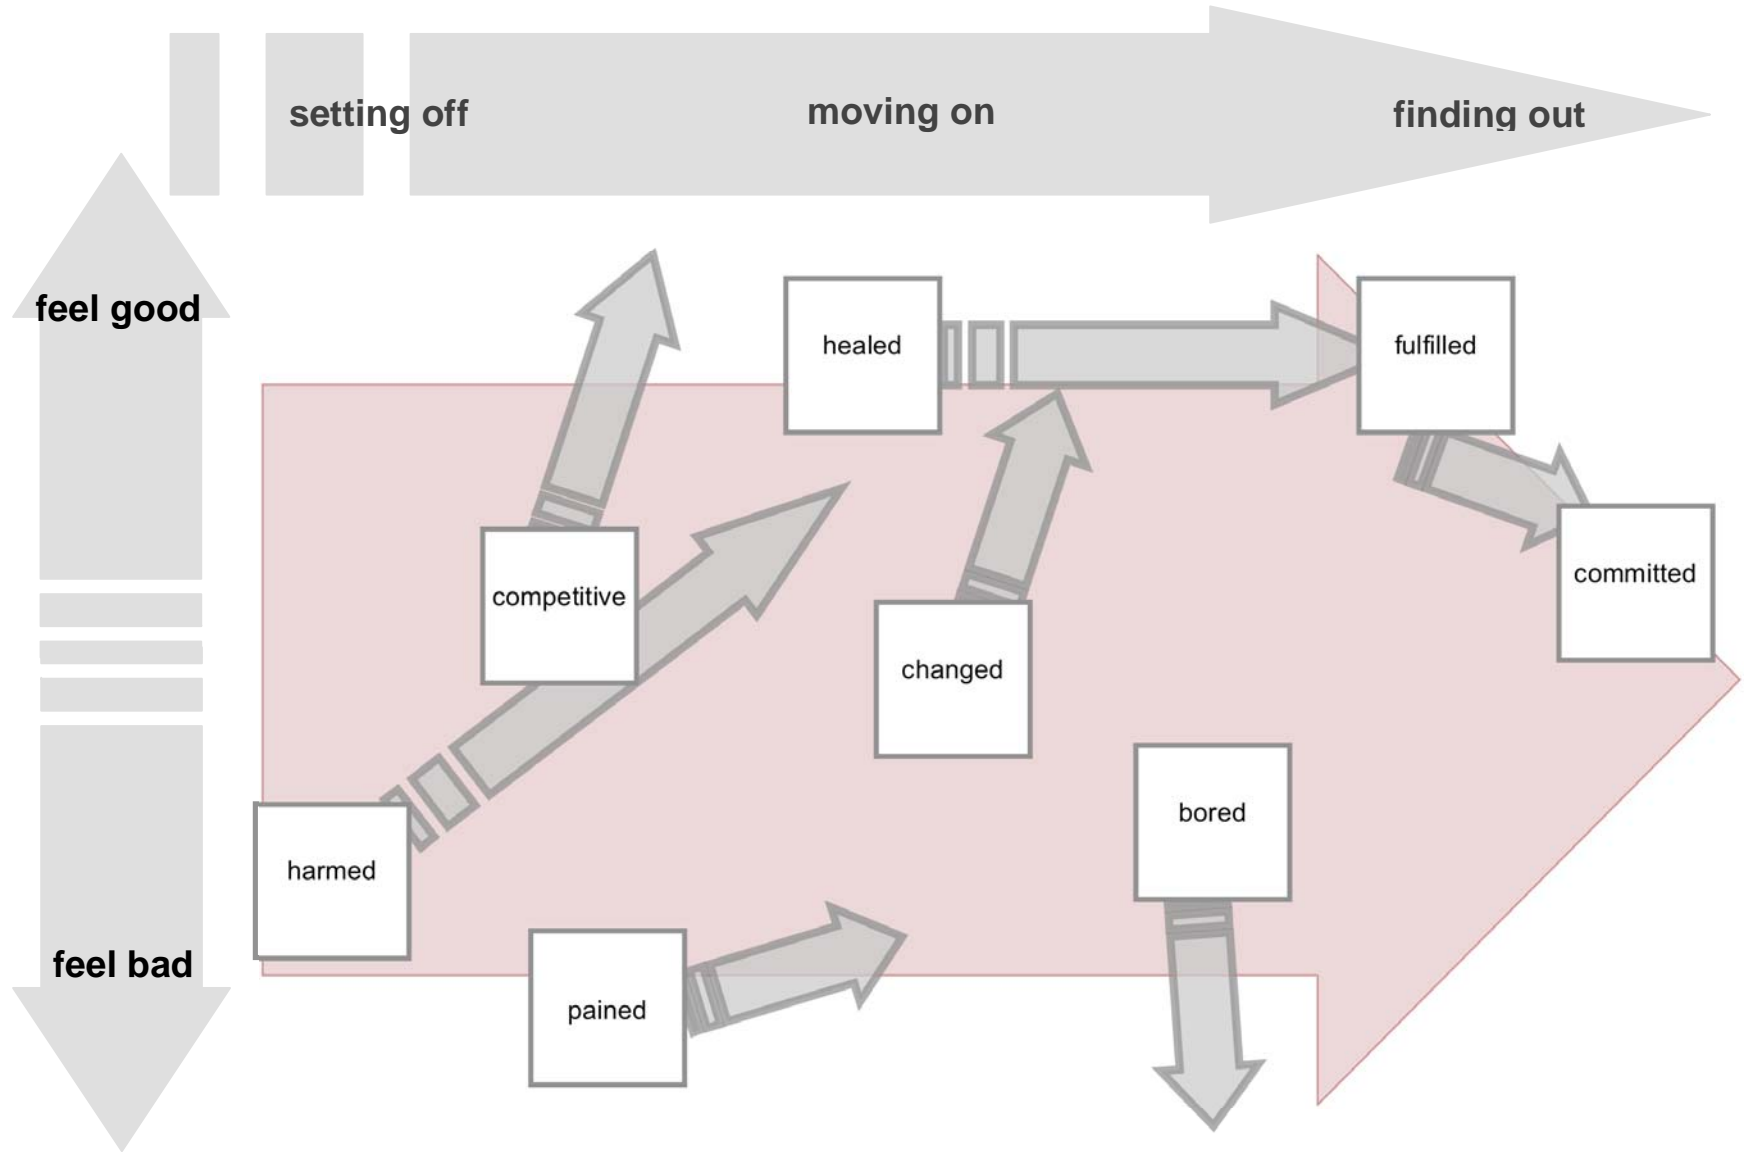 setting off
moving on
finding out
feel good
healed
fulfilled
competitive
committed
changed
bored
harmed
feel bad
pained